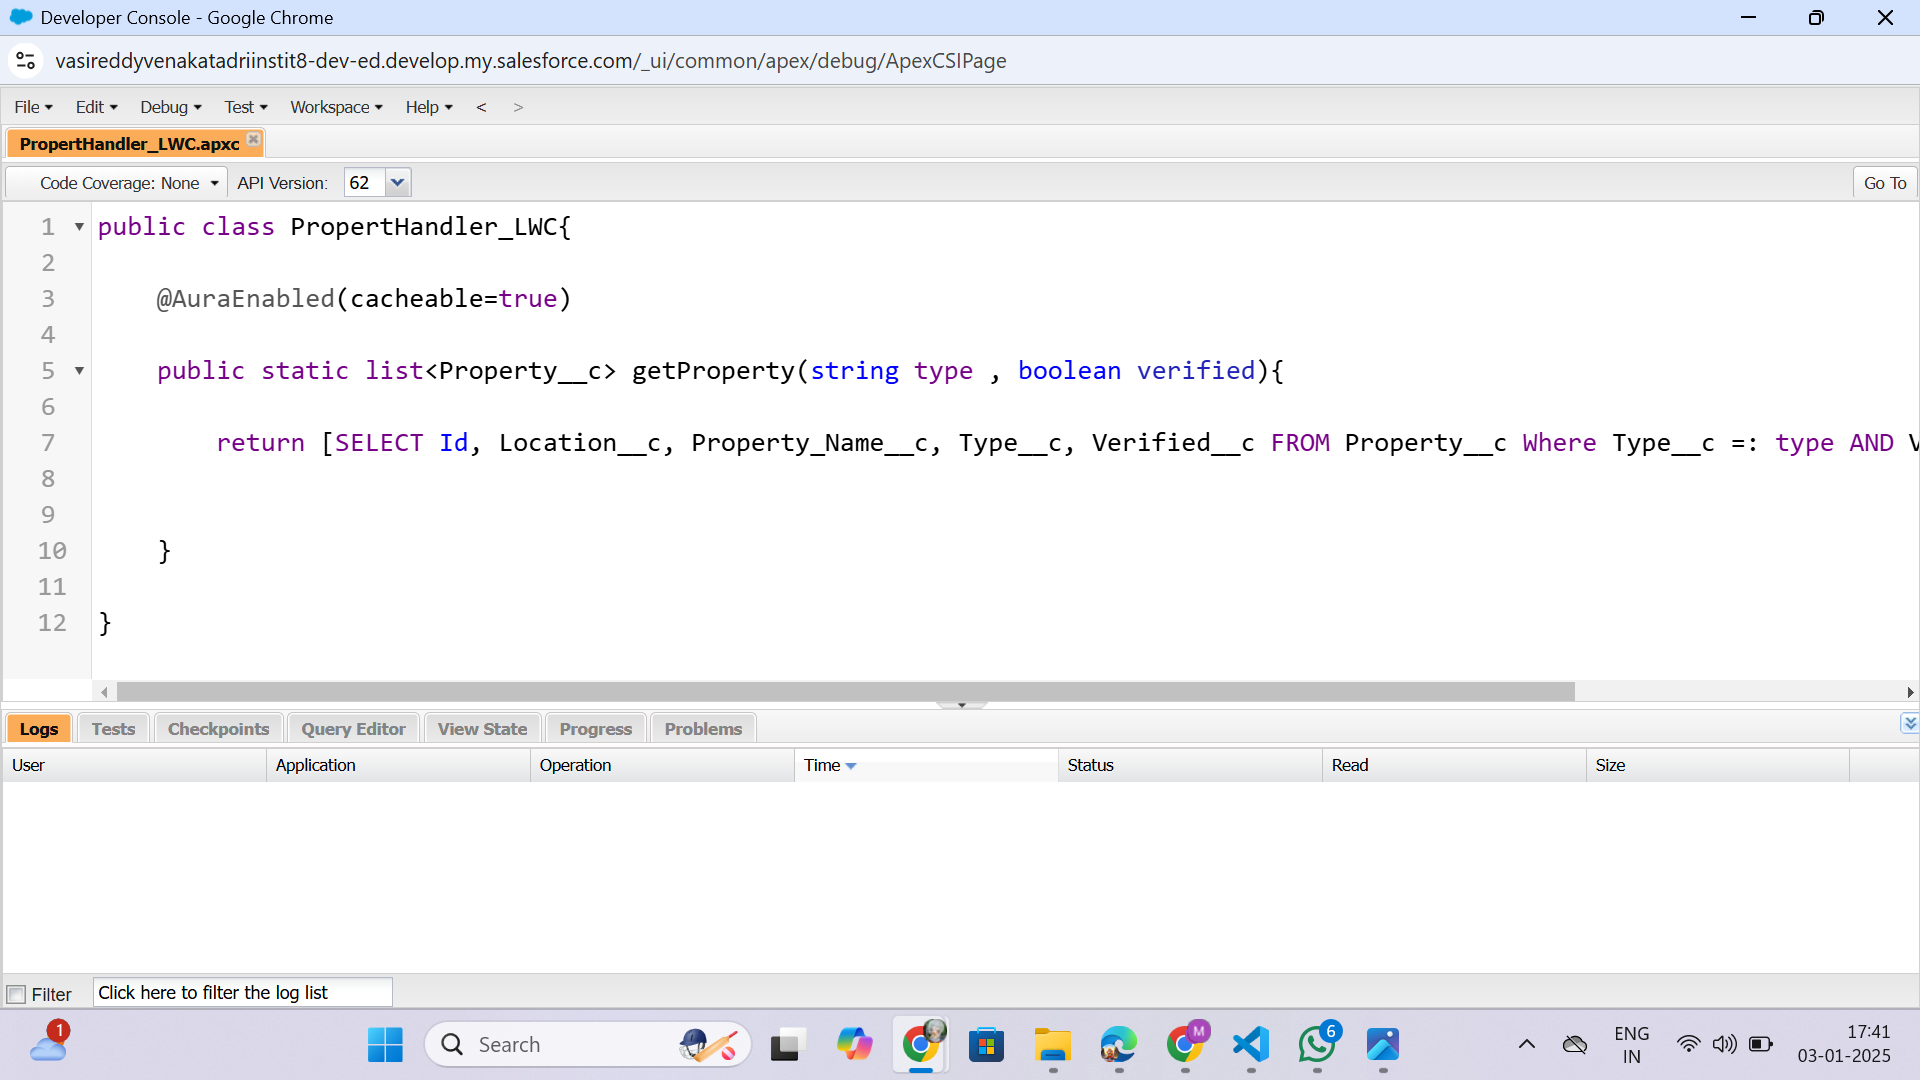 Developer Console - Google Chrome
vasireddyvenakatadriinstit8-dev-ed.develop.my.salesforce.com/_ui/common/apex/debug/ApexCSIPage
File Edit Debug Test Workspace Help < >
PropertHandler_LWC.apxc
Code Coverage: None API Version: 62 Go To
1 public class PropertHandler_LWC{
2
3 @AuraEnabled(cacheable=true)
4
5 public static list<Property__c> getProperty(string type , boolean verified){
6
7 return [SELECT Id, Location__c, Property_Name__c, Type__c, Verified__c FROM Property__c Where Type__c =: type AND V
8
9
10 }
11
12 }
Logs Tests Checkpoints Query Editor View State Progress Problems
User Application Operation Time Status Read Size
Filter Click here to filter the log list
1
Search
M
6
ENG
IN
17:41
03-01-2025